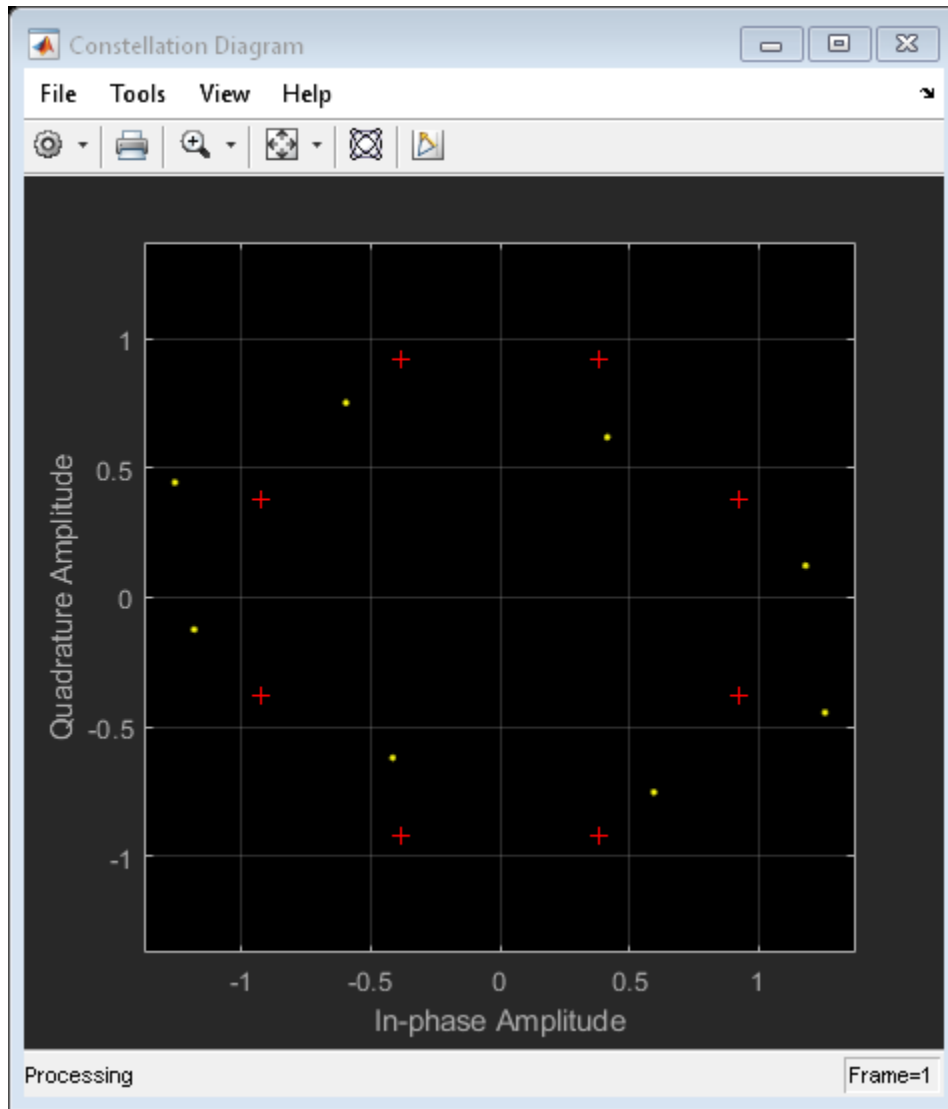 Constellation Diagram
File Tools View Help
1
0.5
0
-0.5
-1
Quadrature Amplitude
-1 -0.5 0 0.5 1
In-phase Amplitude
Processing Frame=1